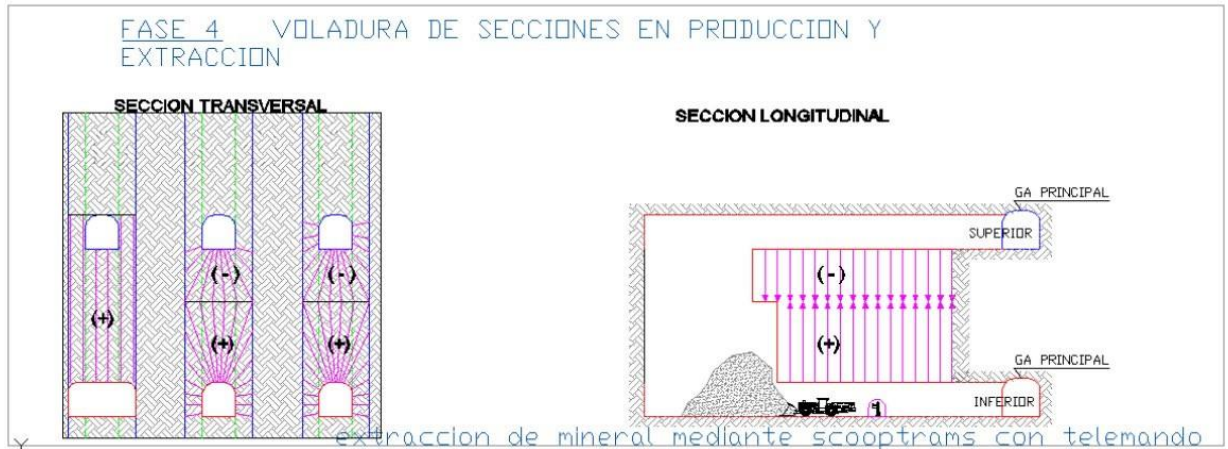 FASE 4 VOLADURA DE SECCIONES EN PRODUCCION Y
EXTRACCION
SECCION TRANSVERSAL
(-)
(-)
(+)
(+)
(+)
SECCION LONGITUDINAL
GA PRINCIPAL
SUPERIOR
(-)
(+)
GA PRINCIPAL
INFERIOR
1
extraccion de mineral mediante scooptrams con telemando
Y